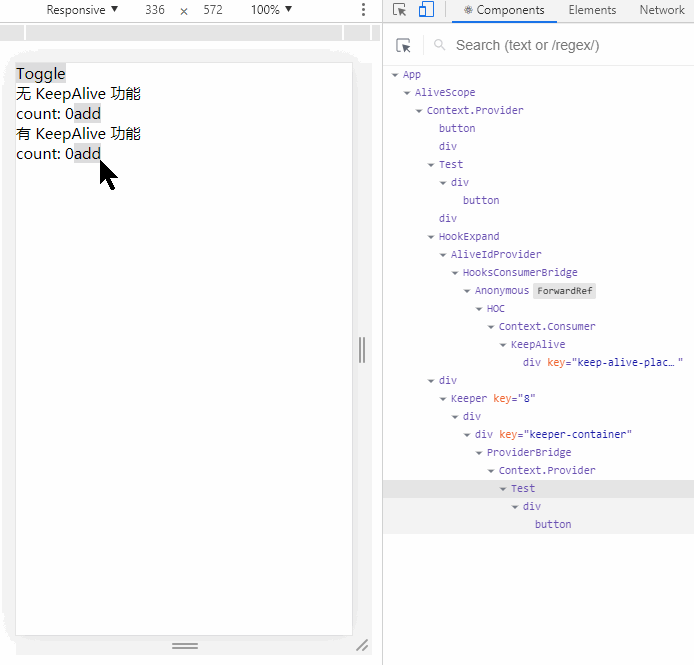 Responsive ▼ 336 × 572 100% ▼
Components Elements Network
Search (text or /regex/)
Toggle
无 KeepAlive 功能
count: 0add
有 KeepAlive 功能
count: 0add
App
AliveScope
Context.Provider
button
div
Test
div
button
div
HookExpand
AliveIdProvider
HooksConsumerBridge
Anonymous ForwardRef
HOC
Context.Consumer
KeepAlive
div key="keep-alive-plac… "
div
Keeper key="8"
div
div key="keeper-container"
ProviderBridge
Context.Provider
Test
div
button